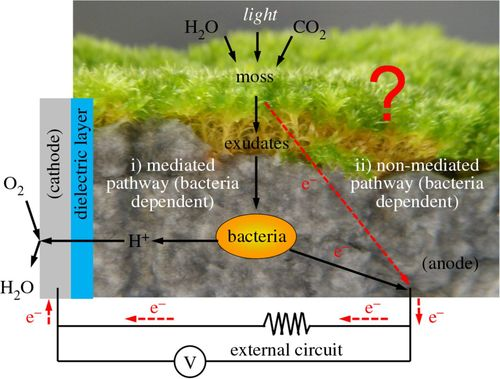 light
H2O
CO2
moss
?
exudates
i) mediated
pathway (bacteria
dependent)
ii) non-mediated
pathway (bacteria
dependent)
e−
(cathode)
dielectric layer
O2
H+
bacteria
e−
(anode)
H2O
e−
e−
e−
e−
external circuit
V